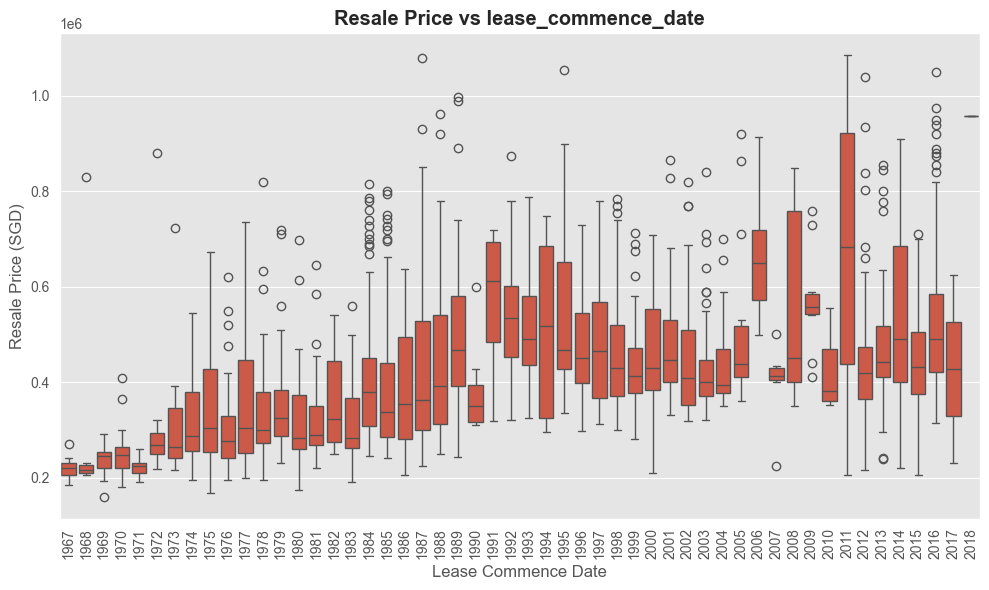 Resale Price vs lease_commence_date
1e6
1.0
0.8
0.6
0.4
0.2
Resale Price (SGD)
1967 1968 1969 1970 1971 1972 1973 1974 1975 1976 1977 1978 1979 1980 1981 1982 1983 1984 1985 1986 1987 1988 1989 1990 1991 1992 1993 1994 1995 1996 1997 1998 1999 2000 2001 2002 2003 2004 2005 2006 2007 2008 2009 2010 2011 2012 2013 2014 2015 2016 2017 2018
Lease Commence Date